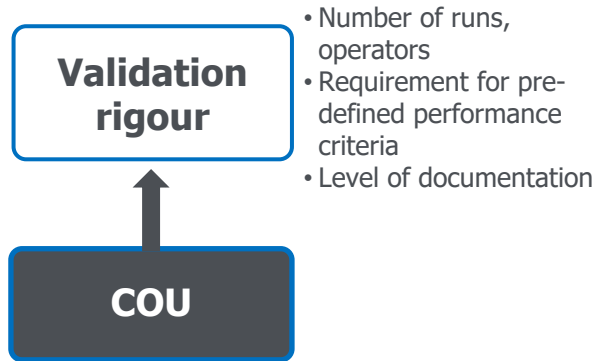 Validation
rigour
• Number of runs,
operators
• Requirement for pre-
defined performance
criteria
• Level of documentation
COU